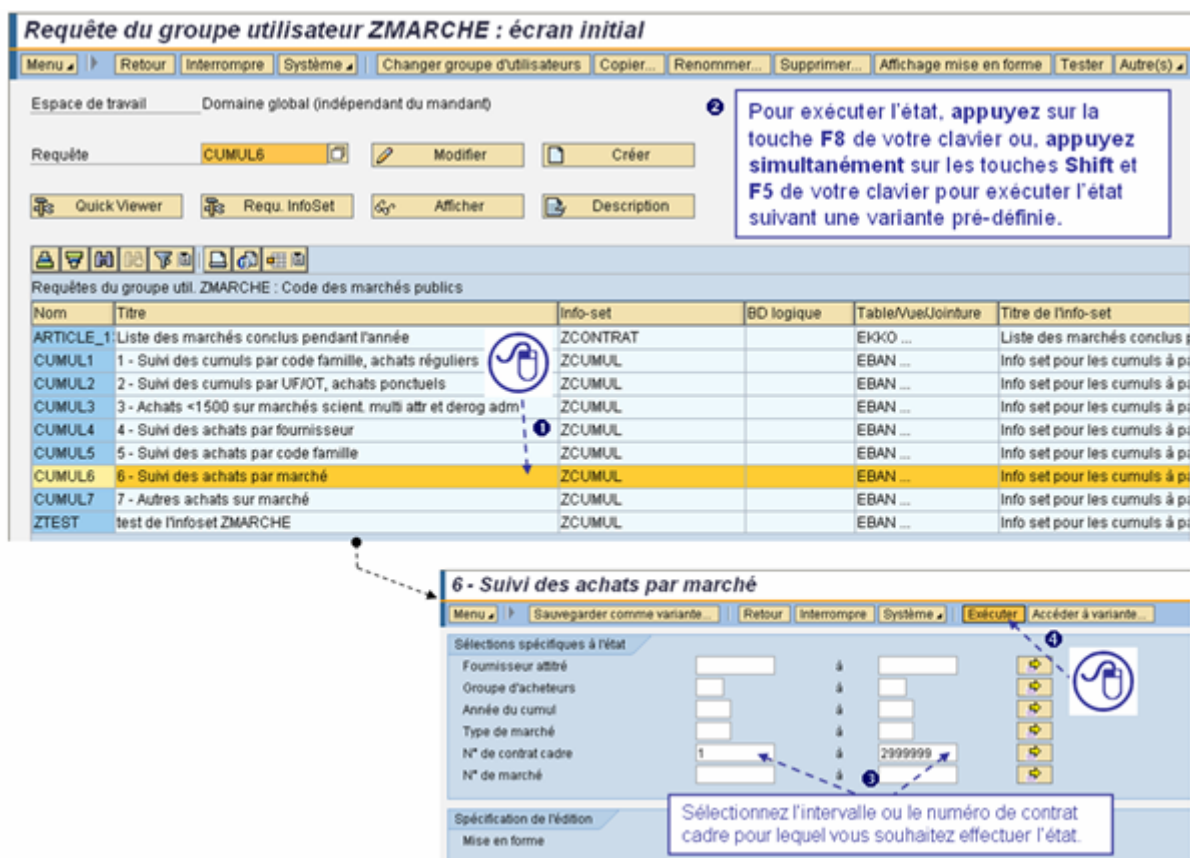 Requête du groupe utilisateur ZMARCHE : écran initial
Menu Retour Interrompre Système Changer groupe d'utilisateurs Copier... Renommer... Supprimer... Affichage mise en forme Tester Autre(s)
Espace de travail Domaine global (indépendant du mandant)
Requête CUMUL6 Modifier Créer
QuickViewer Requ. InfoSet Afficher Description
2
Pour exécuter l'état, appuyez sur la
touche F8 de votre clavier ou, appuyez
simultanément sur les touches Shift et
F5 de votre clavier pour exécuter l'état
suivant une variante pré-définie.
Requêtes du groupe util. ZMARCHE : Code des marchés publics
Nom Titre Info-set BD logique Table/Vue/Jointure Titre de l'info-set
ARTICLE_1 Liste des marchés conclus pendant l'année ZCONTRAT EKKO ... Liste des marchés conclus
CUMUL1 1 - Suivi des cumuls par code famille, achats réguliers ZCUMUL EBAN ... Info set pour les cumuls à
CUMUL2 2 - Suivi des cumuls par UF/OT, achats ponctuels ZCUMUL EBAN ... Info set pour les cumuls à
CUMUL3 3 - Achats <1500 sur marchés scient. multi attr et derog adm ZCUMUL EBAN ... Info set pour les cumuls à
CUMUL4 4 - Suivi des achats par fournisseur 1 ZCUMUL EBAN ... Info set pour les cumuls à
CUMUL5 5 - Suivi des achats par code famille ZCUMUL EBAN ... Info set pour les cumuls à
CUMUL6 6 - Suivi des achats par marché ZCUMUL EBAN ... Info set pour les cumuls à
CUMUL7 7 - Autres achats sur marché ZCUMUL EBAN ... Info set pour les cumuls à
ZTEST test de l'infoset ZMARCHE ZCUMUL EBAN ... Info set pour les cumuls à
6 - Suivi des achats par marché
Menu Sauvegarder comme variante... Retour Interrompre Système Exécuter Accéder à variante...
4
Sélections spécifiques à l'état
Fournisseur attitré à
Groupe d'acheteurs à
Année du cumul à
Type de marché à
N° de contrat cadre 1 à 2999999
N° de marché à
3
Sélectionnez l'intervalle ou le numéro de contrat
cadre pour lequel vous souhaitez effectuer l'état.
Spécification de l'édition
Mise en forme